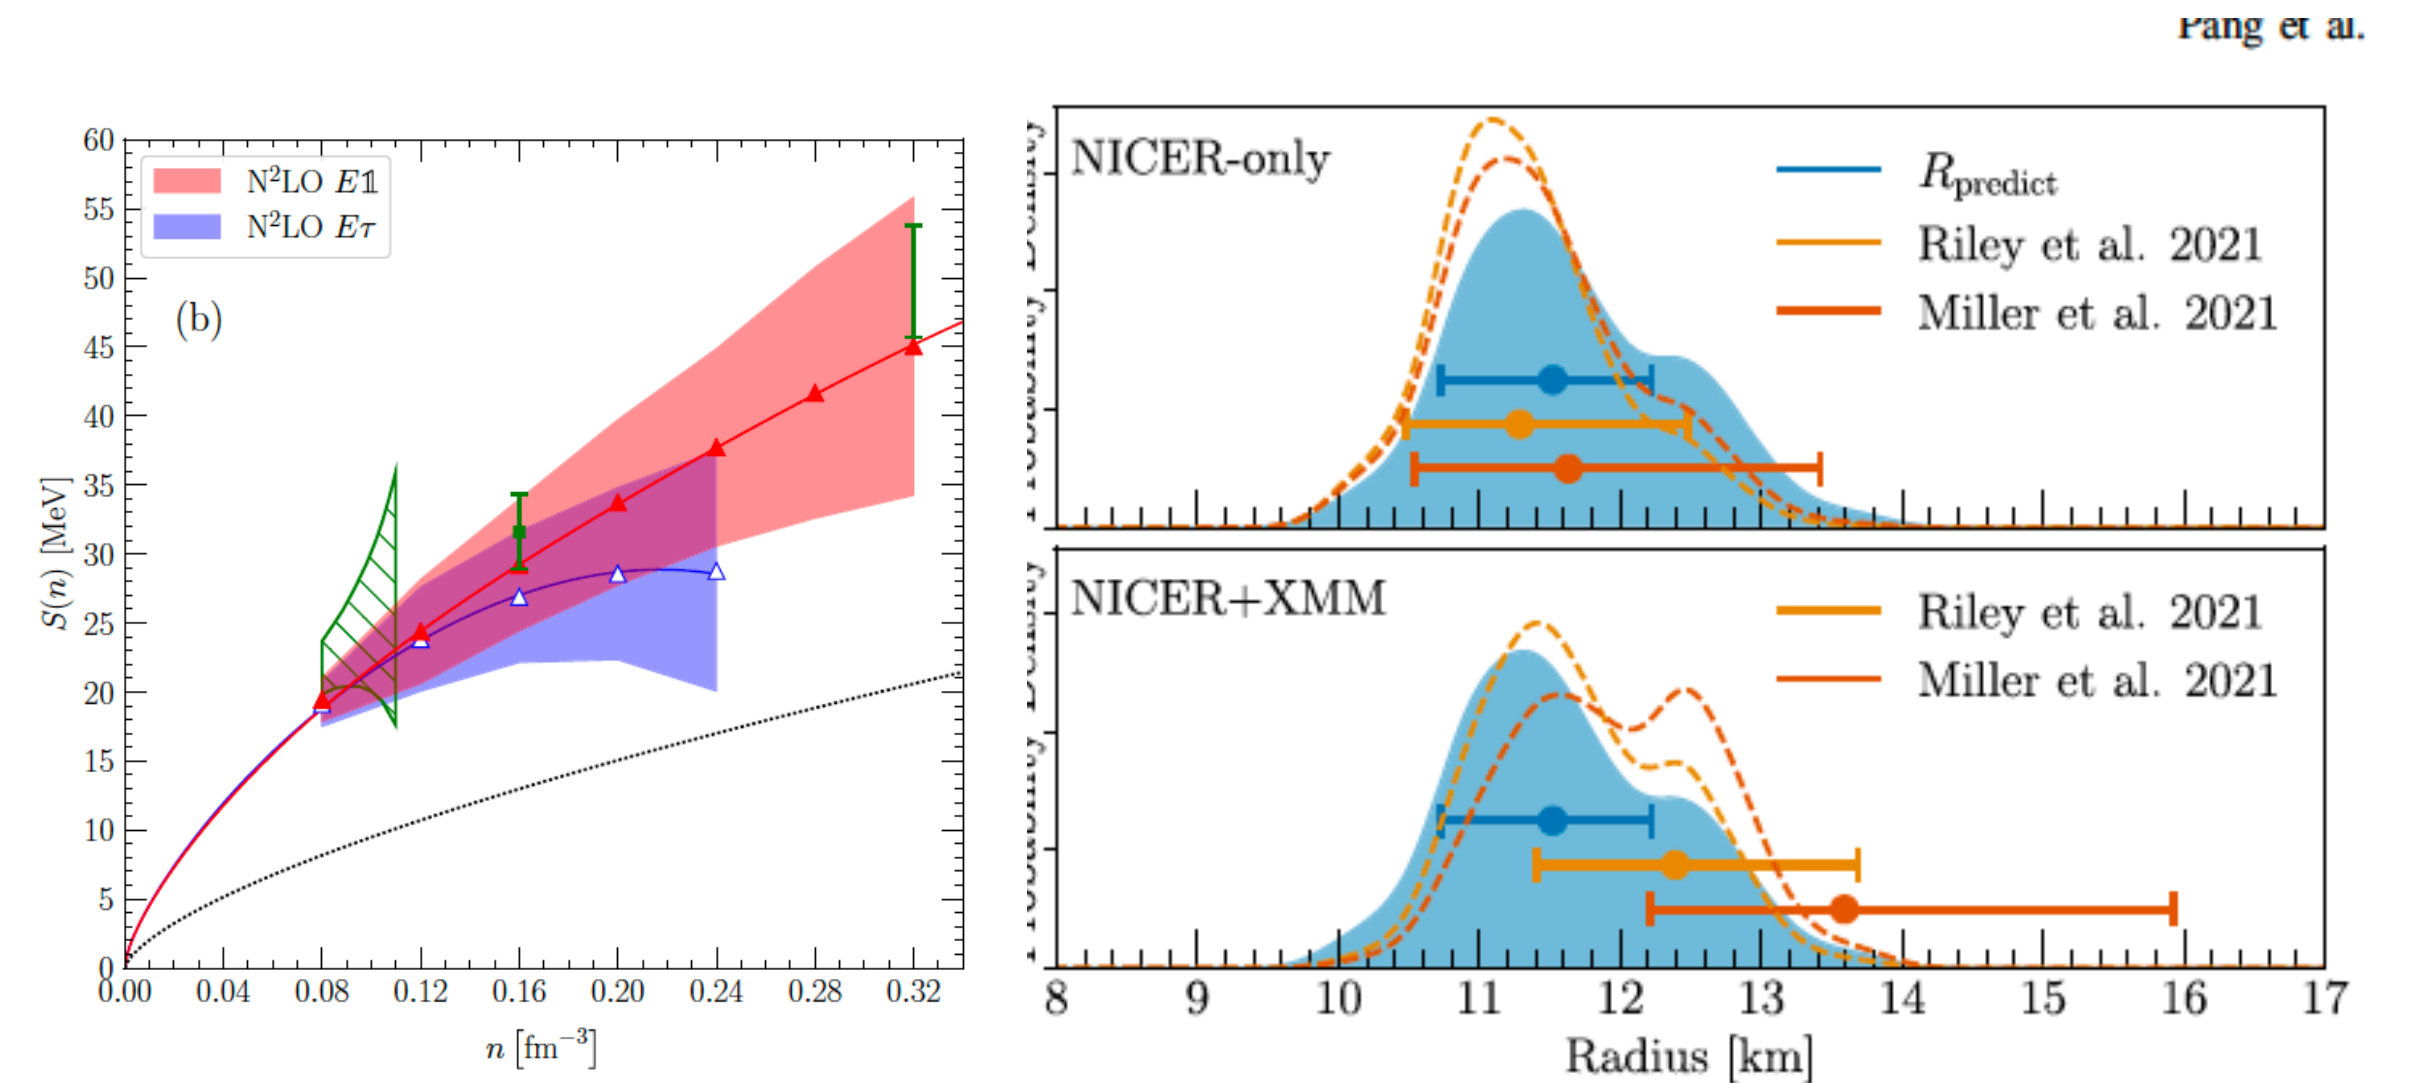 Pang et al.
60
55
50
45
40
35
30
25
20
15
10
5
0
S(n) [MeV]
N²LO E𝟙
N²LO Eτ
(b)
0.00 0.04 0.08 0.12 0.16 0.20 0.24 0.28 0.32
n [fm⁻³]
NICER-only
R_predict
Riley et al. 2021
Miller et al. 2021
NICER+XMM
Riley et al. 2021
Miller et al. 2021
8 9 10 11 12 13 14 15 16 17
Radius [km]